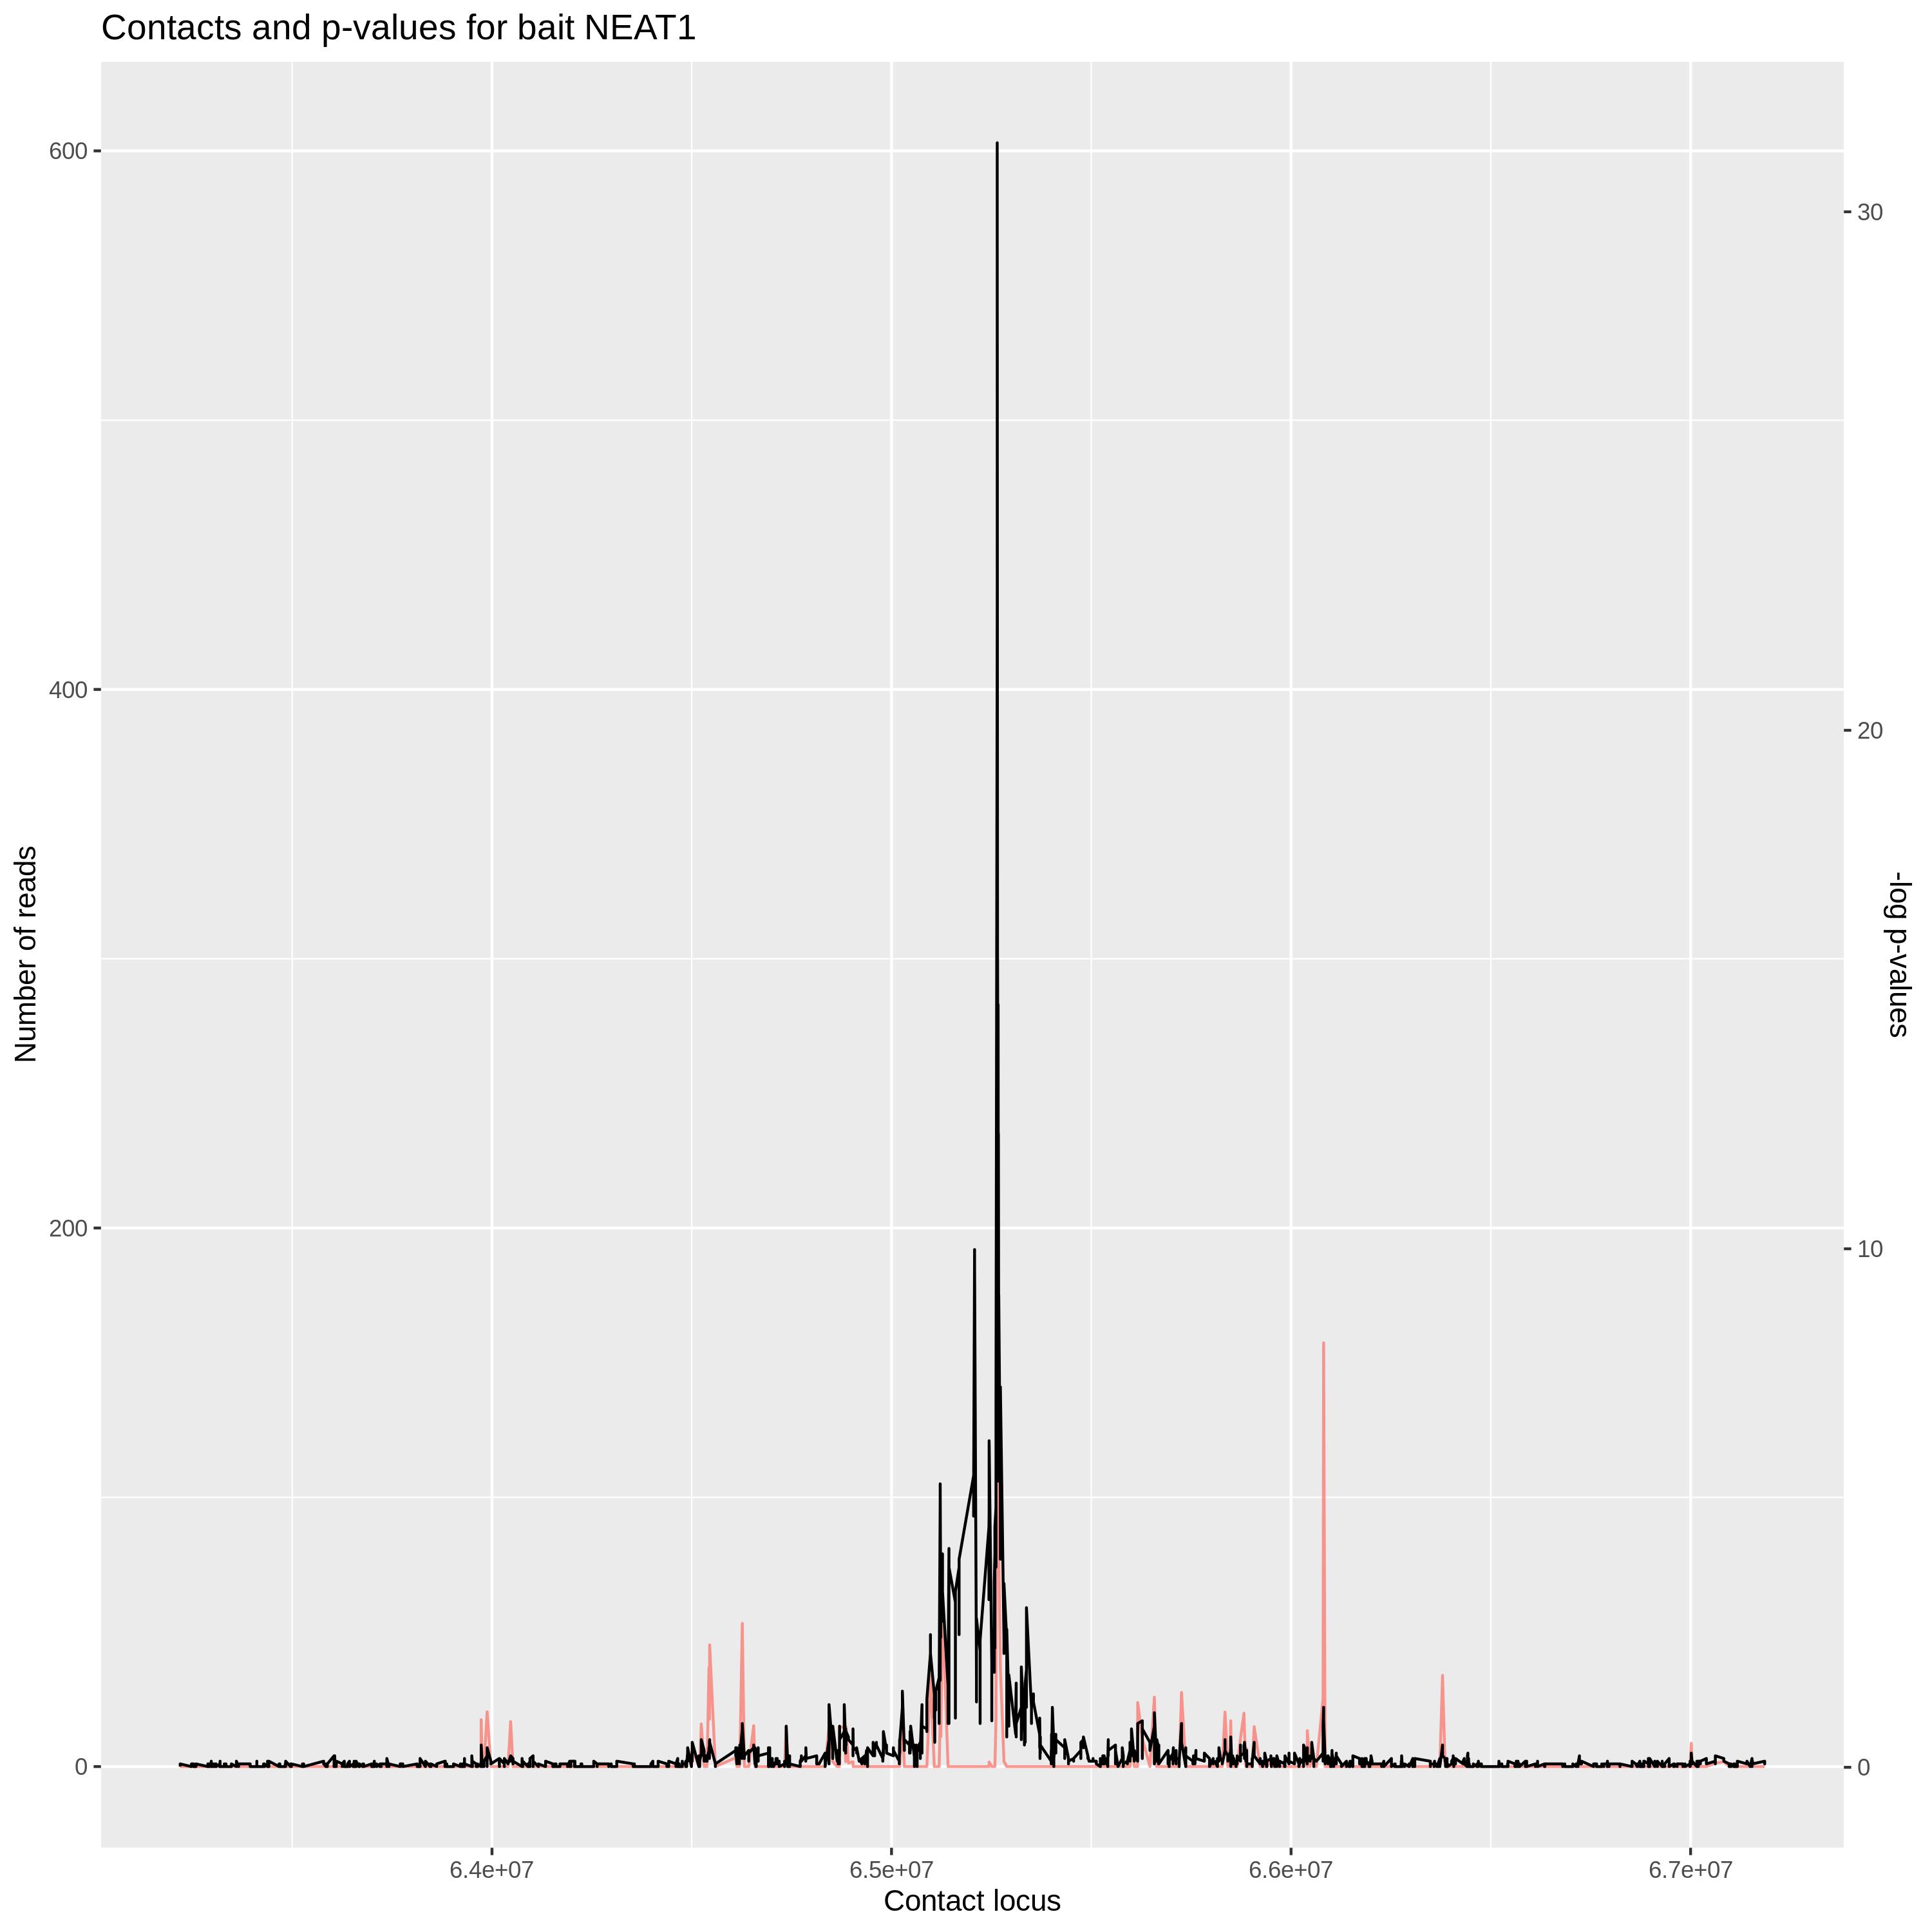 Contacts and p-values for bait NEAT1
600
400
200
0
Number of reads
30
20
10
0
-log p-values
6.4e+07
6.5e+07
6.6e+07
6.7e+07
Contact locus